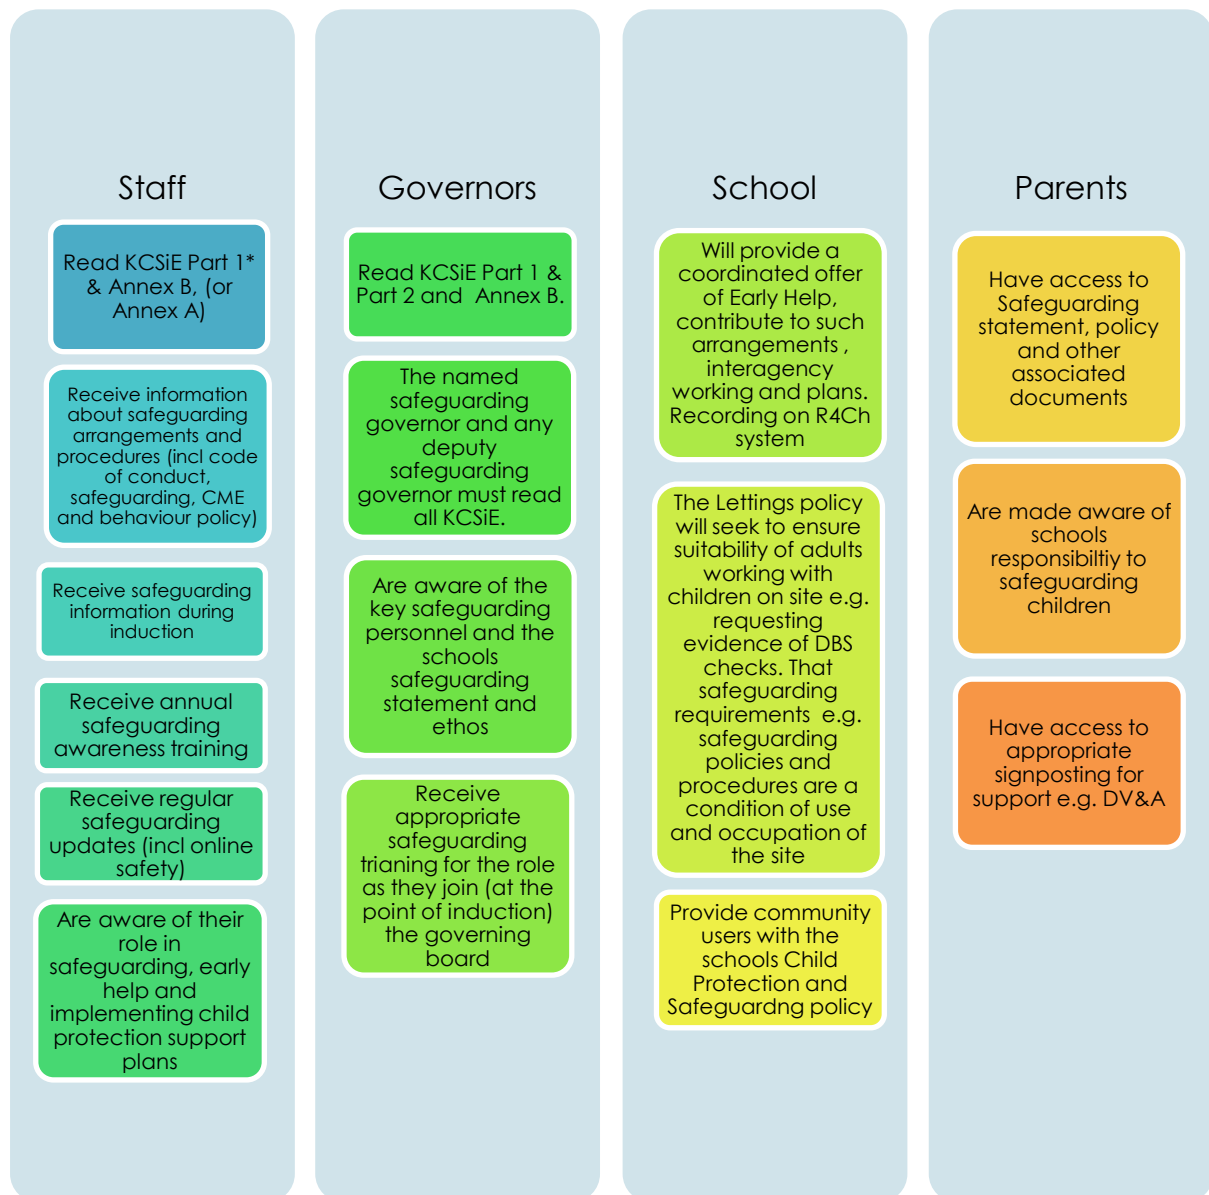 Staff
Read KCSiE Part 1*
& Annex B, (or
Annex A)
Receive information
about safeguarding
arrangements and
procedures (incl code
of conduct,
safeguarding, CME
and behaviour policy)
Receive safeguarding
information during
induction
Receive annual
safeguarding
awareness training
Receive regular
safeguarding
updates (incl online
safety)
Are aware of their
role in
safeguarding, early
help and
implementing child
protection support
plans
Governors
Read KCSiE Part 1 &
Part 2 and Annex B.
The named
safeguarding
governor and any
deputy
safeguarding
governor must read
all KCSiE.
Are aware of the
key safeguarding
personnel and the
schools
safeguarding
statement and
ethos
Receive
appropriate
safeguarding
trianing for the role
as they join (at the
point of induction)
the governing
board
School
Will provide a
coordinated offer
of Early Help,
contribute to such
arrangements ,
interagency
working and plans.
Recording on R4Ch
system
The Lettings policy
will seek to ensure
suitability of adults
working with
children on site e.g.
requesting
evidence of DBS
checks. That
safeguarding
requirements e.g.
safeguarding
policies and
procedures are a
condition of use
and occupation of
the site
Provide community
users with the
schools Child
Protection and
Safeguardng policy
Parents
Have access to
Safeguarding
statement, policy
and other
associated
documents
Are made aware of
schools
responsibiltiy to
safeguarding
children
Have access to
appropriate
signposting for
support e.g. DV&A